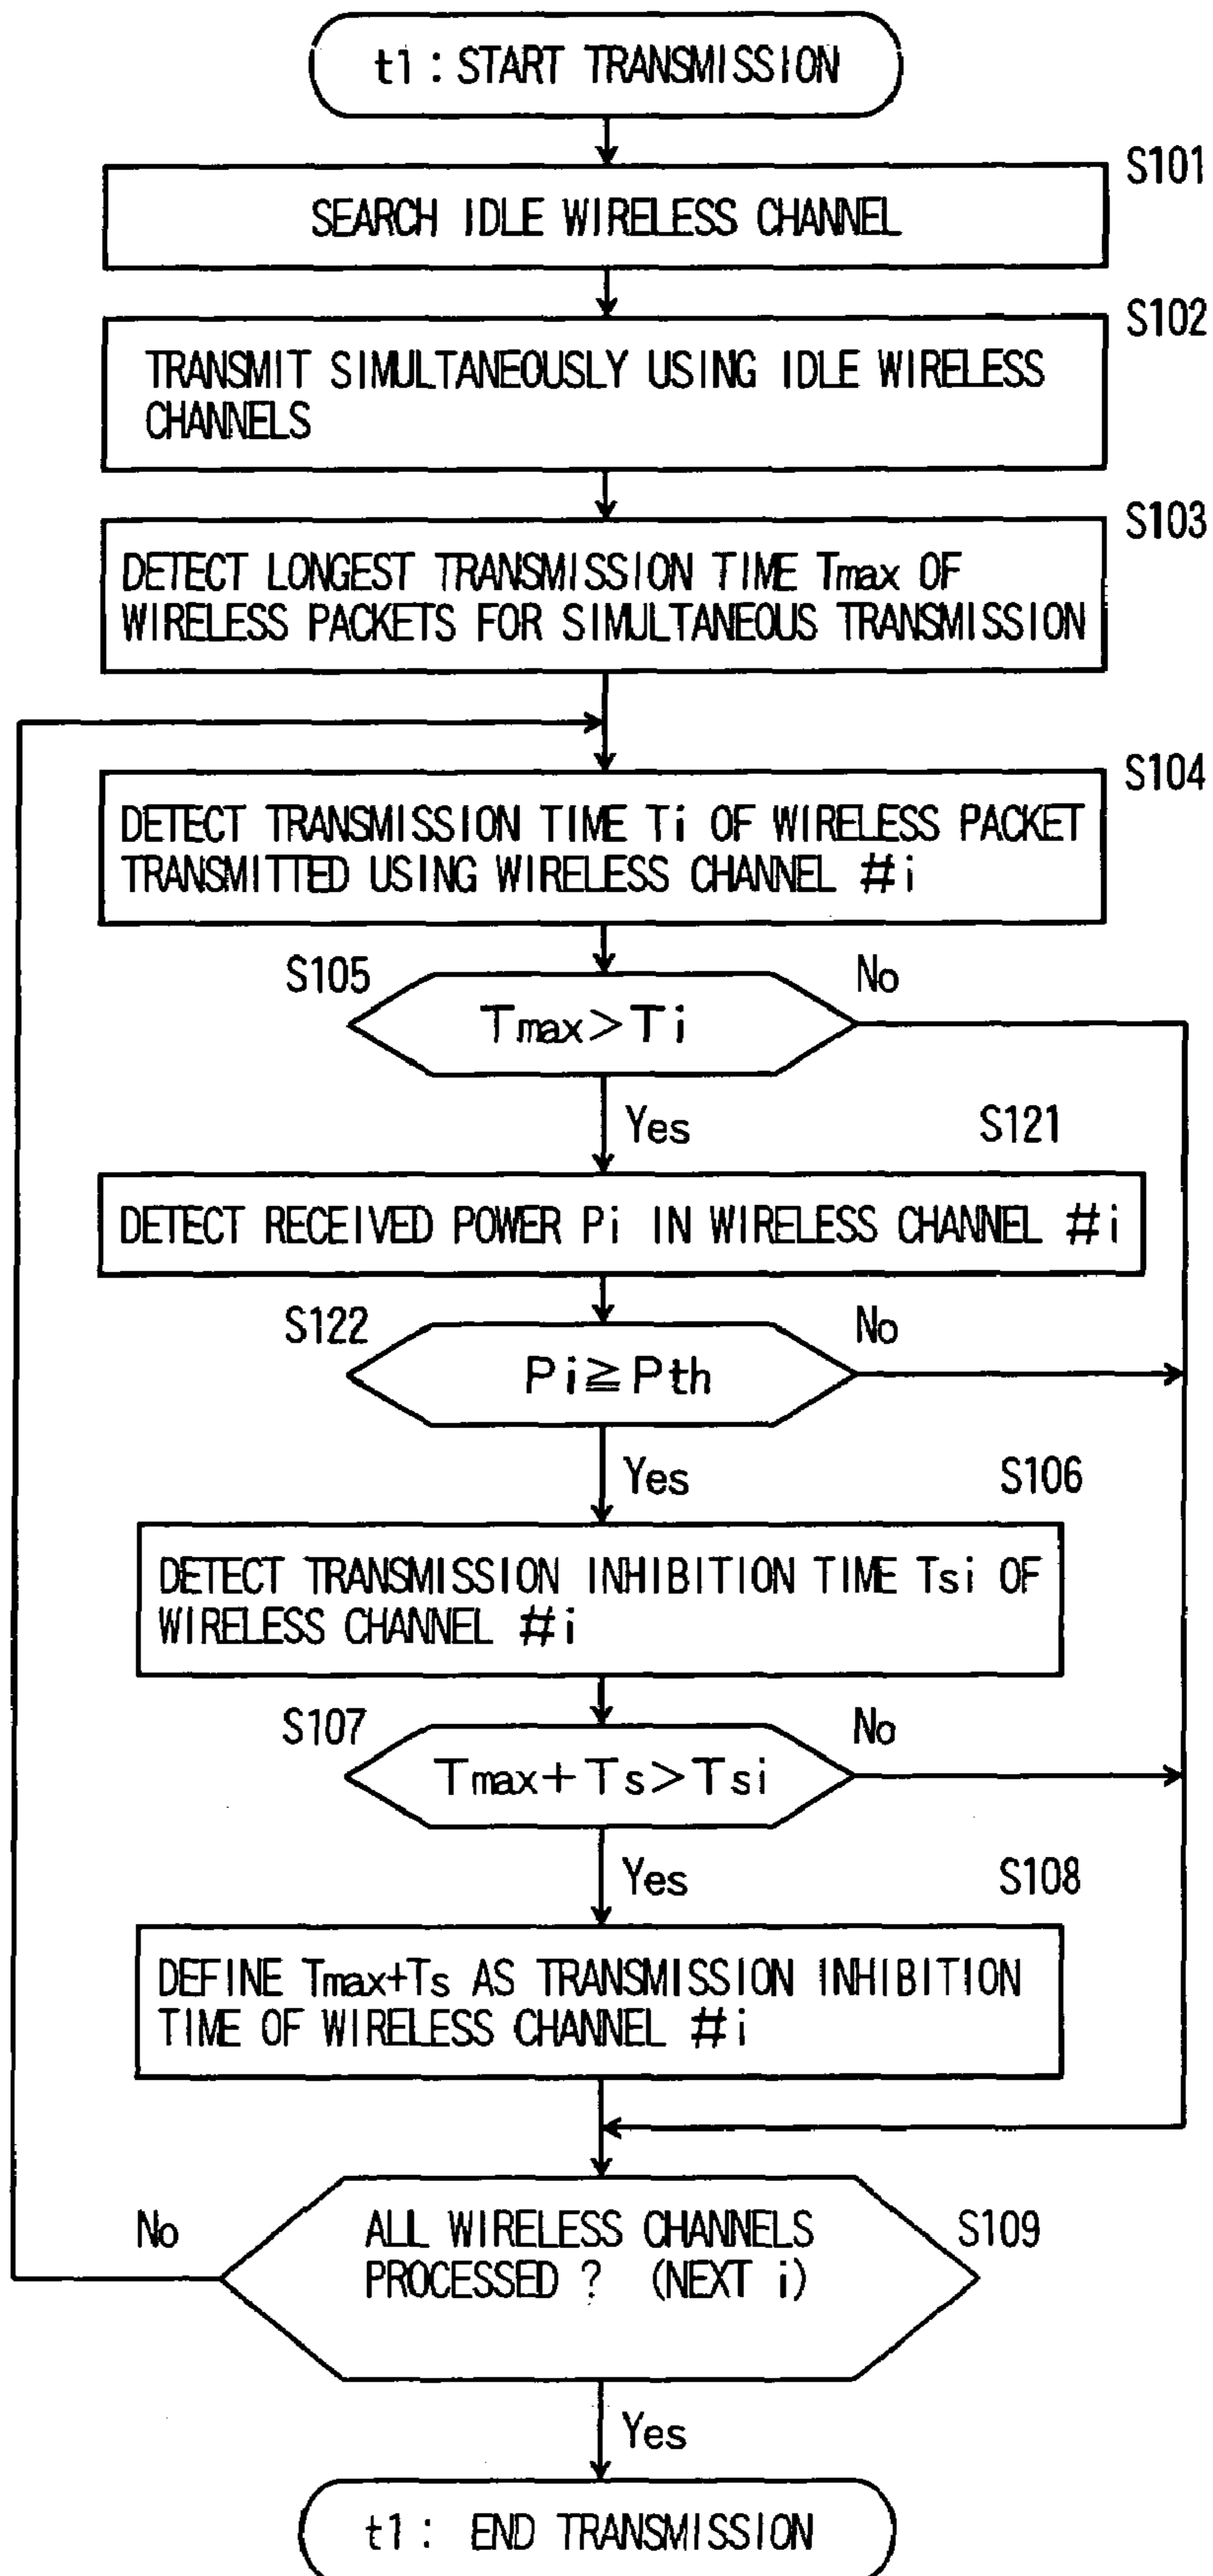 t1 : START TRANSMISSION
S101
SEARCH IDLE WIRELESS CHANNEL
S102
TRANSMIT SIMULTANEOUSLY USING IDLE WIRELESS
CHANNELS
S103
DETECT LONGEST TRANSMISSION TIME Tmax OF
WIRELESS PACKETS FOR SIMULTANEOUS TRANSMISSION
S104
DETECT TRANSMISSION TIME Ti OF WIRELESS PACKET
TRANSMITTED USING WIRELESS CHANNEL #i
S105
No
Tmax>Ti
Yes
S121
DETECT RECEIVED POWER Pi IN WIRELESS CHANNEL #i
S122
No
Pi≧Pth
Yes
S106
DETECT TRANSMISSION INHIBITION TIME Tsi OF
WIRELESS CHANNEL #i
S107
No
Tmax+Ts>Tsi
Yes
S108
DEFINE Tmax+Ts AS TRANSMISSION INHIBITION
TIME OF WIRELESS CHANNEL #i
No
ALL WIRELESS CHANNELS
S109
PROCESSED ? (NEXT i)
Yes
t1 : END TRANSMISSION